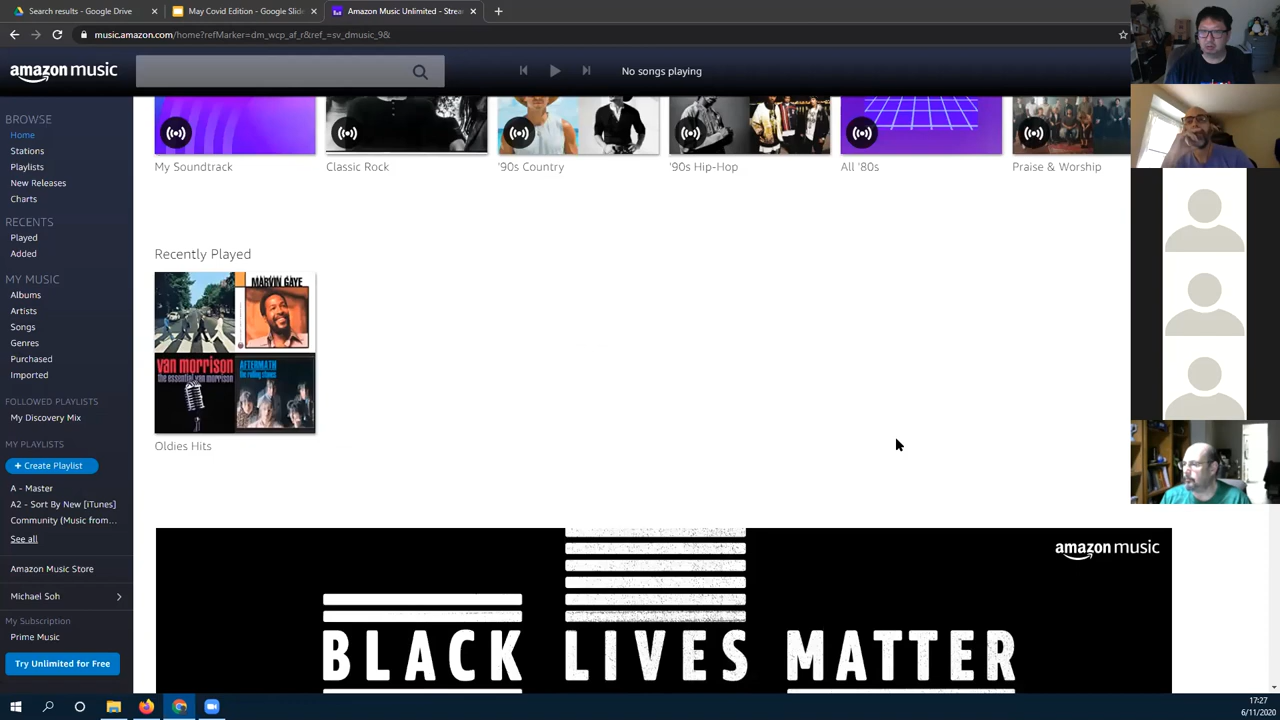 Search results - Google Drive
May Covid Edition - Google Slide
Amazon Music Unlimited - Strea
music.amazon.com/home?refMarker=dm_wcp_af_r&ref_=sv_dmusic_9&
amazon music
No songs playing
BROWSE
Home
Stations
Playlists
New Releases
Charts
RECENTS
Played
Added
MY MUSIC
Albums
Artists
Songs
Genres
Purchased
Imported
FOLLOWED PLAYLISTS
My Discovery Mix
MY PLAYLISTS
+ Create Playlist
A - Master
A2 - Sort By New [iTunes]
Community (Music from...
See all
Amazon Music Store
Michael Soh
My Subscription
Prime Music
Try Unlimited for Free
My Soundtrack
Classic Rock
'90s Country
'90s Hip-Hop
All '80s
Praise & Worship
Recently Played
MARVIN GAYE
van morrison
the essential van morrison
AFTERMATH
the rolling stones
Oldies Hits
amazon music
BLACK LIVES MATTER
17:27
6/11/2020